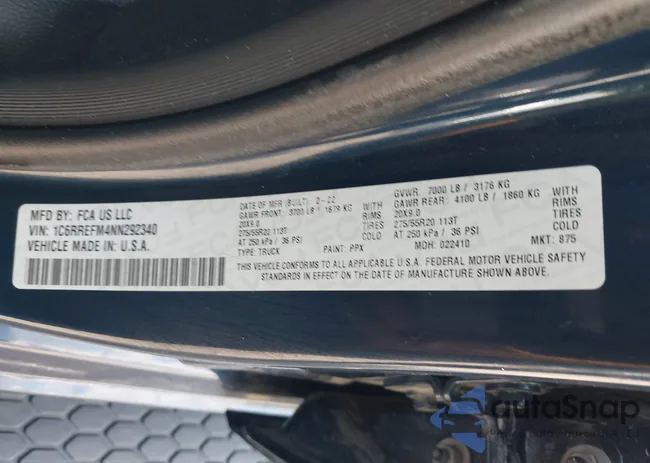 MFD BY: FCA US LLC
VIN: 1C6RREFM4NN292340
VEHICLE MADE IN U.S.A.
DATE OF MFR (BUILT): 2-22
GAWR FRONT: 3700 LB / 1679 KG
WITH
20X9.0 RIMS
275/55R20 113T
AT 250 kPa / 36 PSI COLD
TYPE: TRUCK PAINT: PPX
GVWR: 7000 LB / 3176 KG
GAWR REAR: 4100 LB / 1860 KG
WITH
20X9.0 RIMS
275/55R20 113T
AT 250 kPa / 36 PSI COLD
MDH: 022410 MKT: 875
THIS VEHICLE CONFORMS TO ALL APPLICABLE U.S.A. FEDERAL MOTOR VEHICLE SAFETY
STANDARDS IN EFFECT ON THE DATE OF MANUFACTURE SHOWN ABOVE.
autoSnap